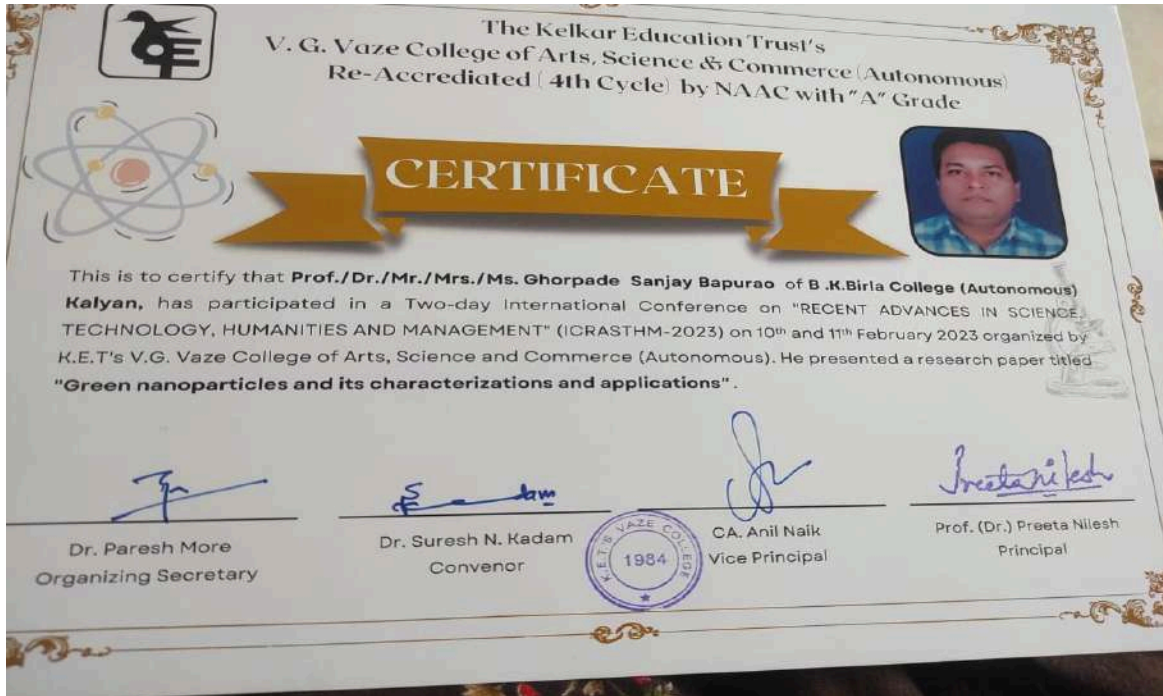 The Kelkar Education Trust's
V. G. Vaze College of Arts, Science & Commerce (Autonomous)
Re-Accrediated ( 4th Cycle) by NAAC with "A" Grade
CERTIFICATE
This is to certify that Prof./Dr./Mr./Mrs./Ms. Ghorpade Sanjay Bapurao of B .K.Birla College (Autonomous)
Kalyan, has participated in a Two-day International Conference on "RECENT ADVANCES IN SCIENCE,
TECHNOLOGY, HUMANITIES AND MANAGEMENT" (ICRASTHM-2023) on 10th and 11th February 2023 organized by
K.E.T's V.G. Vaze College of Arts, Science and Commerce (Autonomous). He presented a research paper titled
"Green nanoparticles and its characterizations and applications".
Preeta Nilesh
Dr. Paresh More
Organizing Secretary
Dr. Suresh N. Kadam
Convenor
K.E.T'S VAZE COLLEGE
1984
CA. Anil Naik
Vice Principal
Prof. (Dr.) Preeta Nilesh
Principal